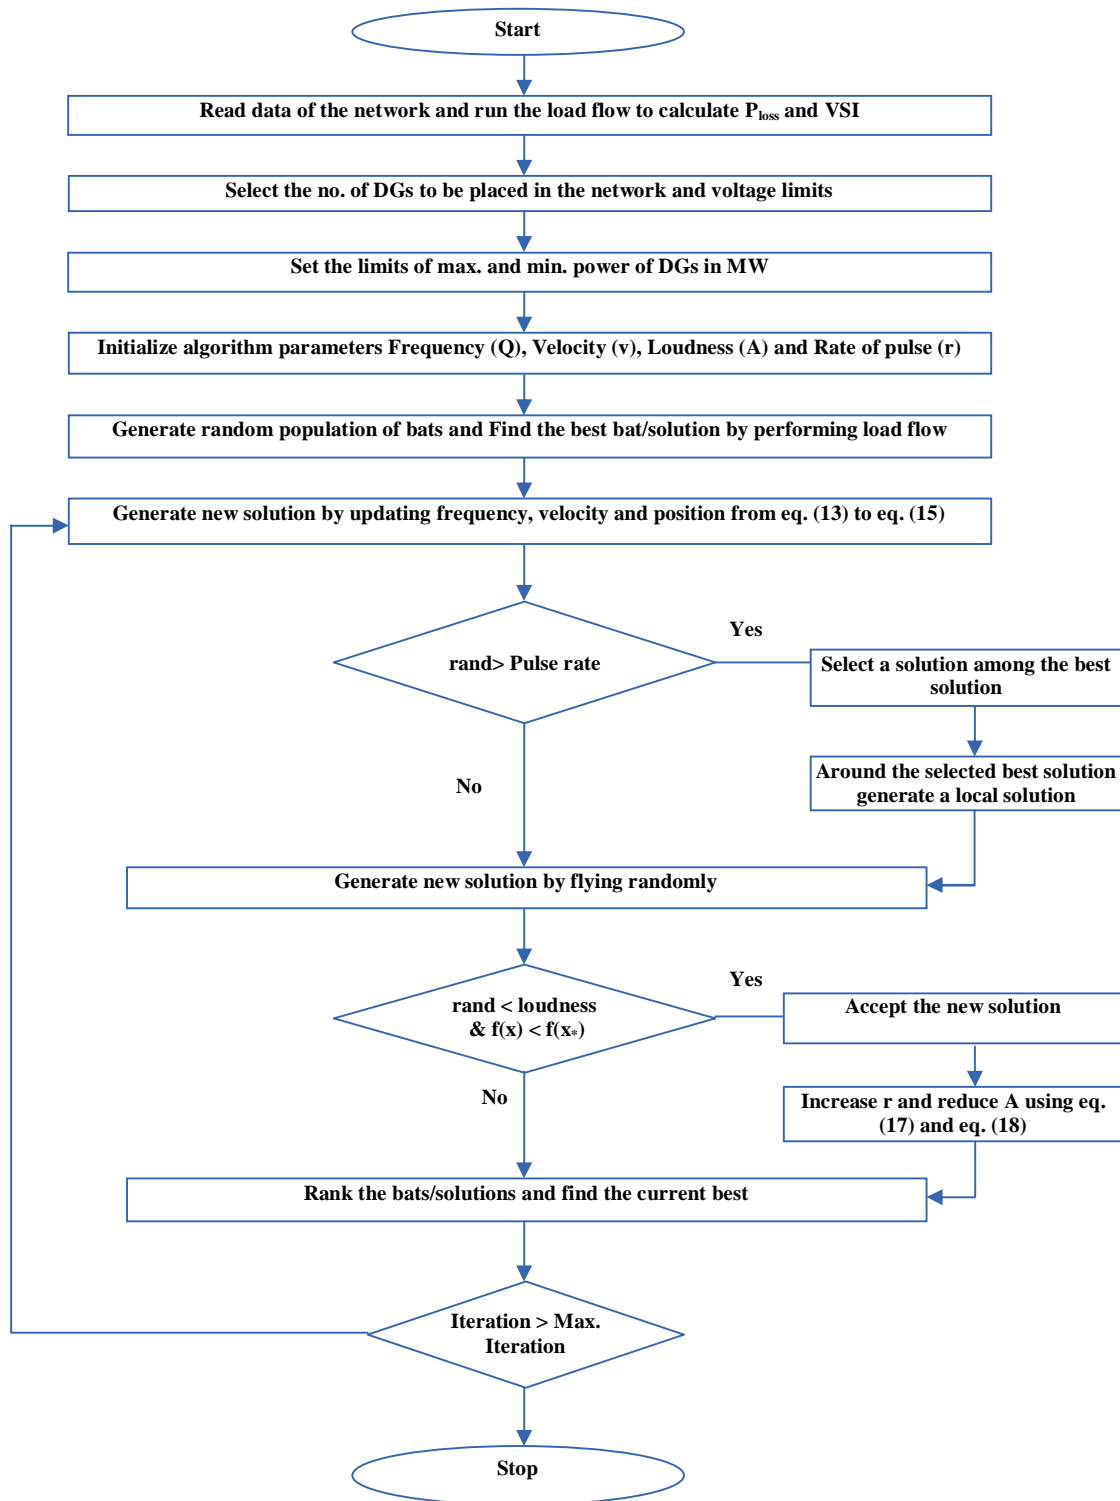 Start
Read data of the network and run the load flow to calculate Ploss and VSI
Select the no. of DGs to be placed in the network and voltage limits
Set the limits of max. and min. power of DGs in MW
Initialize algorithm parameters Frequency (Q), Velocity (v), Loudness (A) and Rate of pulse (r)
Generate random population of bats and Find the best bat/solution by performing load flow
Generate new solution by updating frequency, velocity and position from eq. (13) to eq. (15)
Yes
rand> Pulse rate
Select a solution among the best
solution
No
Around the selected best solution
generate a local solution
Generate new solution by flying randomly
Yes
rand < loudness
& f(x) < f(x*)
Accept the new solution
No
Increase r and reduce A using eq.
(17) and eq. (18)
Rank the bats/solutions and find the current best
Iteration > Max.
Iteration
Stop